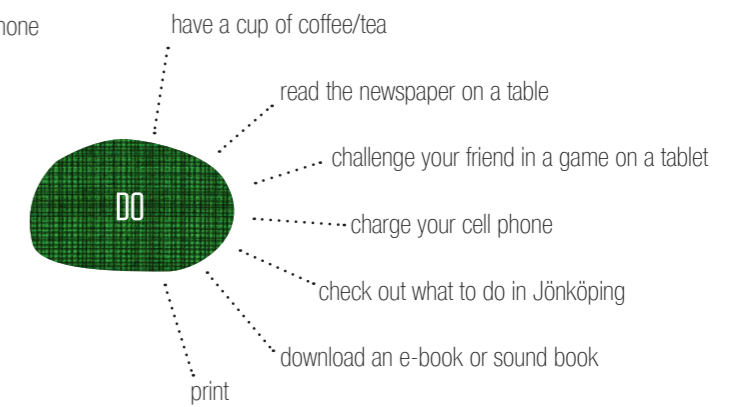 have a cup of coffee/tea
read the newspaper on a table
challenge your friend in a game on a tablet
DO
charge your cell phone
check out what to do in Jönköping
download an e-book or sound book
print